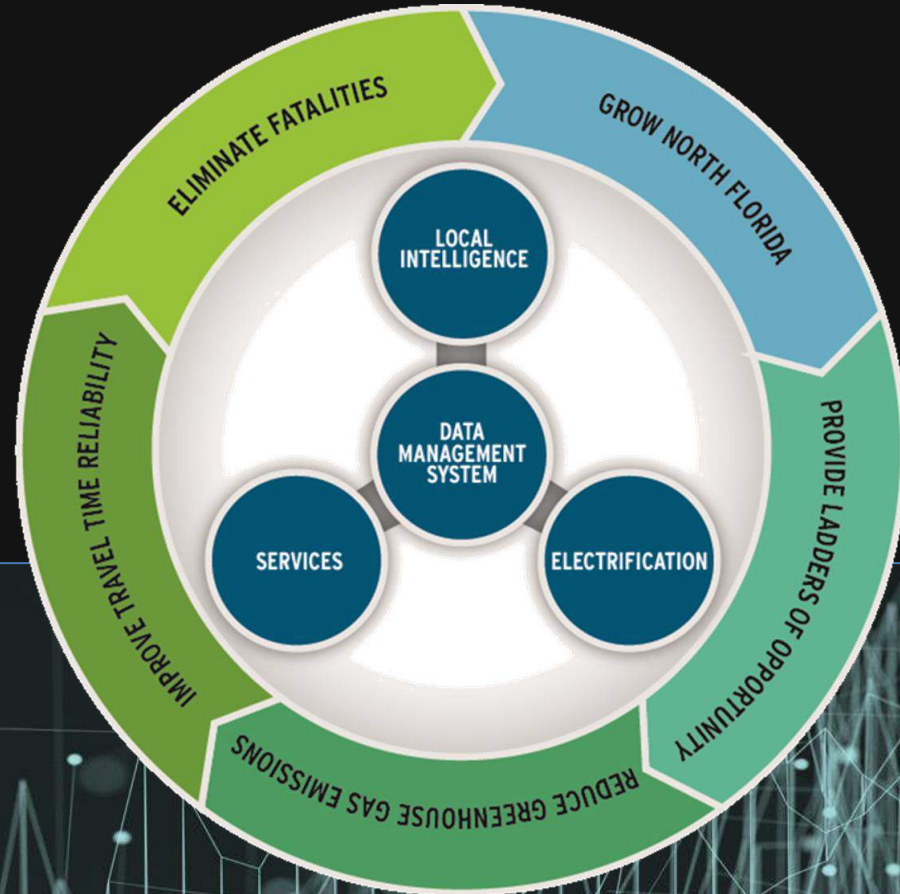 ELIMINATE FATALITIES
GROW NORTH FLORIDA
PROVIDE LADDERS OF OPPORTUNITY
REDUCE GREENHOUSE GAS EMISSIONS
IMPROVE TRAVEL TIME RELIABILITY
LOCAL
INTELLIGENCE
DATA
MANAGEMENT
SYSTEM
SERVICES
ELECTRIFICATION